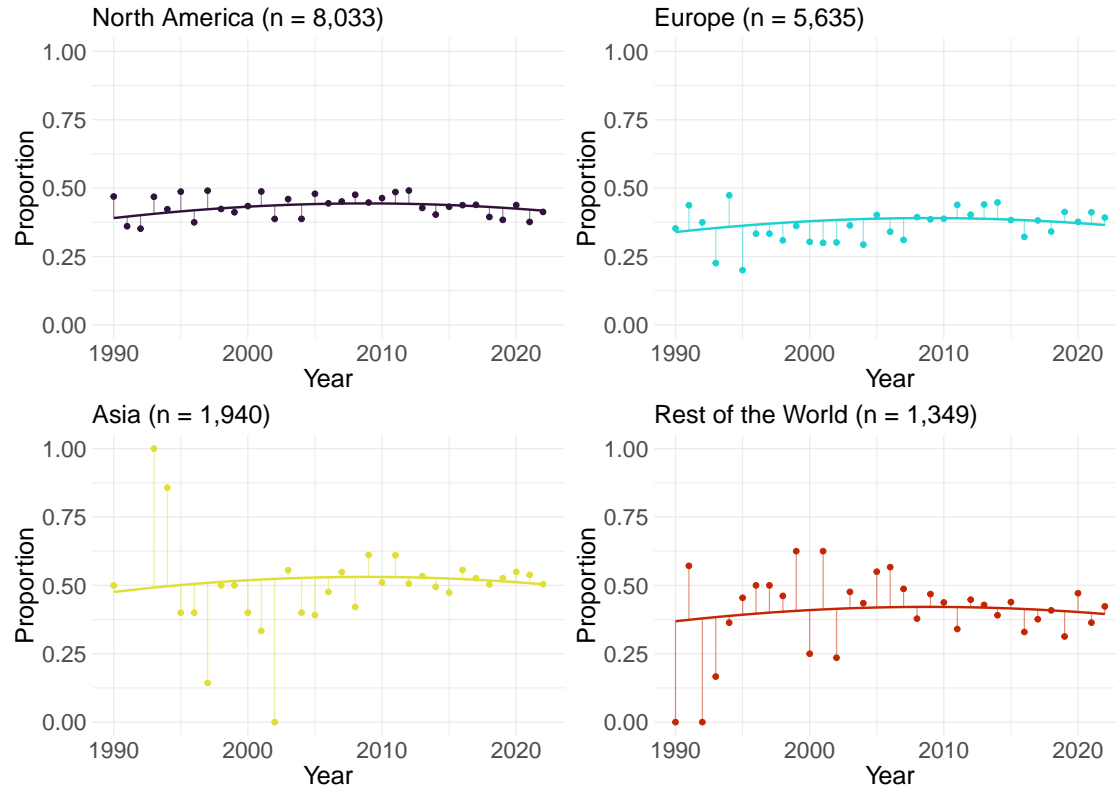 North America (n = 8,033)
1.00
0.75
0.50
0.25
0.00
Proportion
1990 2000 2010 2020
Year
Europe (n = 5,635)
1.00
0.75
0.50
0.25
0.00
Proportion
1990 2000 2010 2020
Year
Asia (n = 1,940)
1.00
0.75
0.50
0.25
0.00
Proportion
1990 2000 2010 2020
Year
Rest of the World (n = 1,349)
1.00
0.75
0.50
0.25
0.00
Proportion
1990 2000 2010 2020
Year